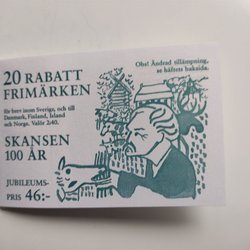 Obs! Ändrad tillämpning,
se häftets baksida.
20 RABATT
FRIMÄRKEN
för brev inom Sverige, och till
Danmark, Finland, Island
och Norge. Valör 2:40.
SKANSEN
100 ÅR
JUBILEUMS-
PRIS 46:-